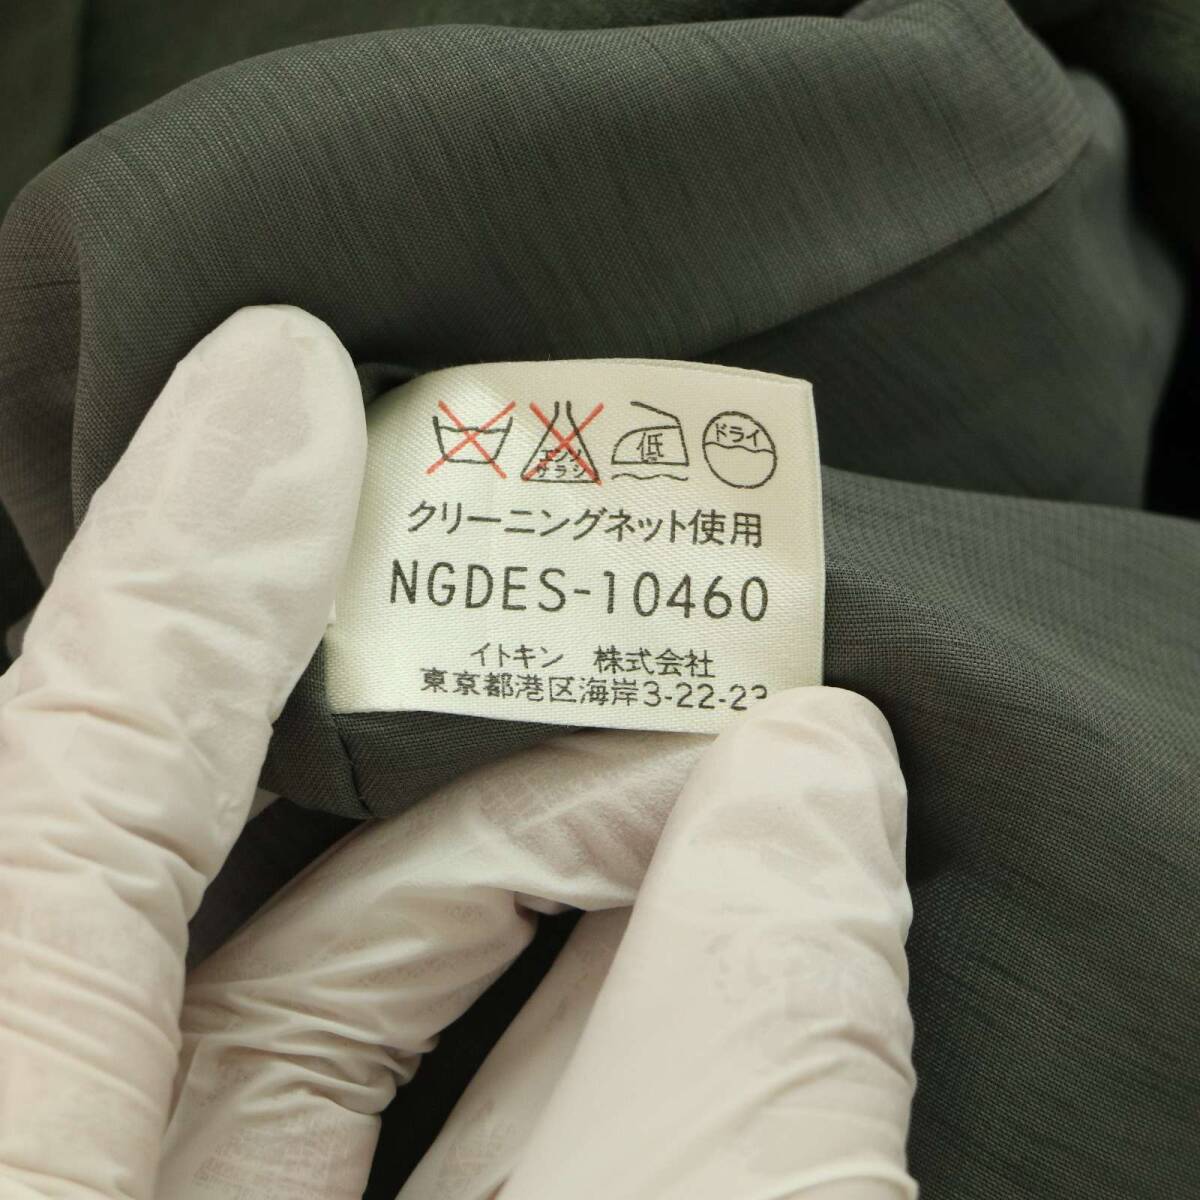 エンソ
サラシ
低
ドライ
クリーニングネット使用
NGDES-10460
イトキン 株式会社
東京都港区海岸3-22-23